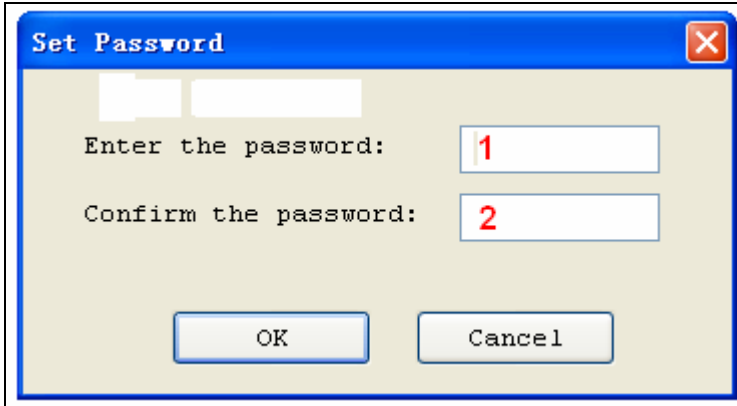 Set Password
Enter the password: 1
Confirm the password: 2
OK Cancel